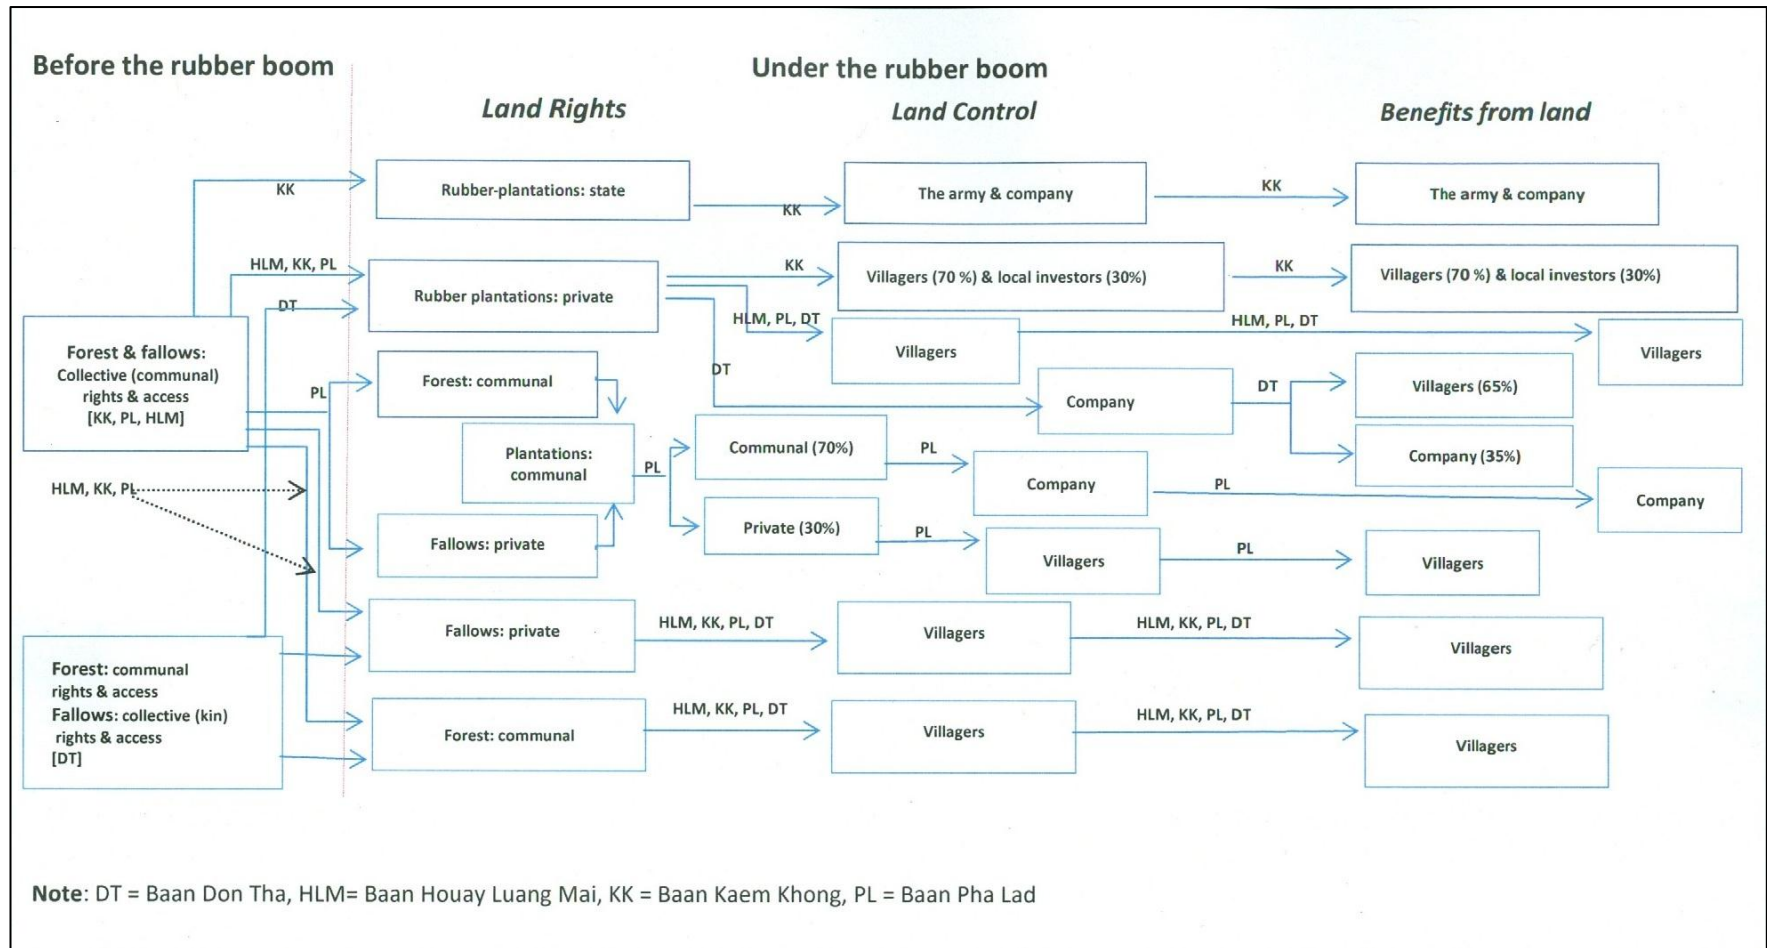 Before the rubber boom
Under the rubber boom
Land Rights
Land Control
Benefits from land
KK
Rubber-plantations: state
KK
The army & company
KK
The army & company
HLM, KK, PL
Rubber plantations: private
KK
Villagers (70 %) & local investors (30%)
KK
Villagers (70 %) & local investors (30%)
DT
HLM, PL, DT
Villagers
HLM, PL, DT
Villagers
Forest & fallows:
Collective (communal)
rights & access
[KK, PL, HLM]
PL
Forest: communal
DT
Company
DT
Villagers (65%)
Company (35%)
Plantations:
communal
PL
Communal (70%)
PL
Company
PL
Company
HLM, KK, PL
Fallows: private
Private (30%)
PL
Villagers
PL
Villagers
Fallows: private
HLM, KK, PL, DT
Villagers
HLM, KK, PL, DT
Villagers
Forest: communal
rights & access
Fallows: collective (kin)
rights & access
[DT]
Forest: communal
HLM, KK, PL, DT
Villagers
HLM, KK, PL, DT
Villagers
Note: DT = Baan Don Tha, HLM= Baan Houay Luang Mai, KK = Baan Kaem Khong, PL = Baan Pha Lad